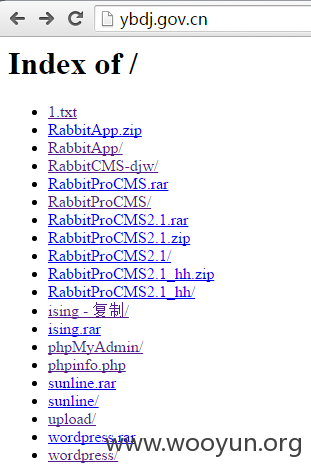 ybdj.gov.cn
Index of /
1.txt
RabbitApp.zip
RabbitApp/
RabbitCMS-djw/
RabbitProCMS.rar
RabbitProCMS/
RabbitProCMS2.1.rar
RabbitProCMS2.1.zip
RabbitProCMS2.1/
RabbitProCMS2.1_hh.zip
RabbitProCMS2.1_hh/
ising - 复制/
ising.rar
phpMyAdmin/
phpinfo.php
sunline.rar
sunline/
upload/
wordpress.rar
www.wooyun.org
wordpress/